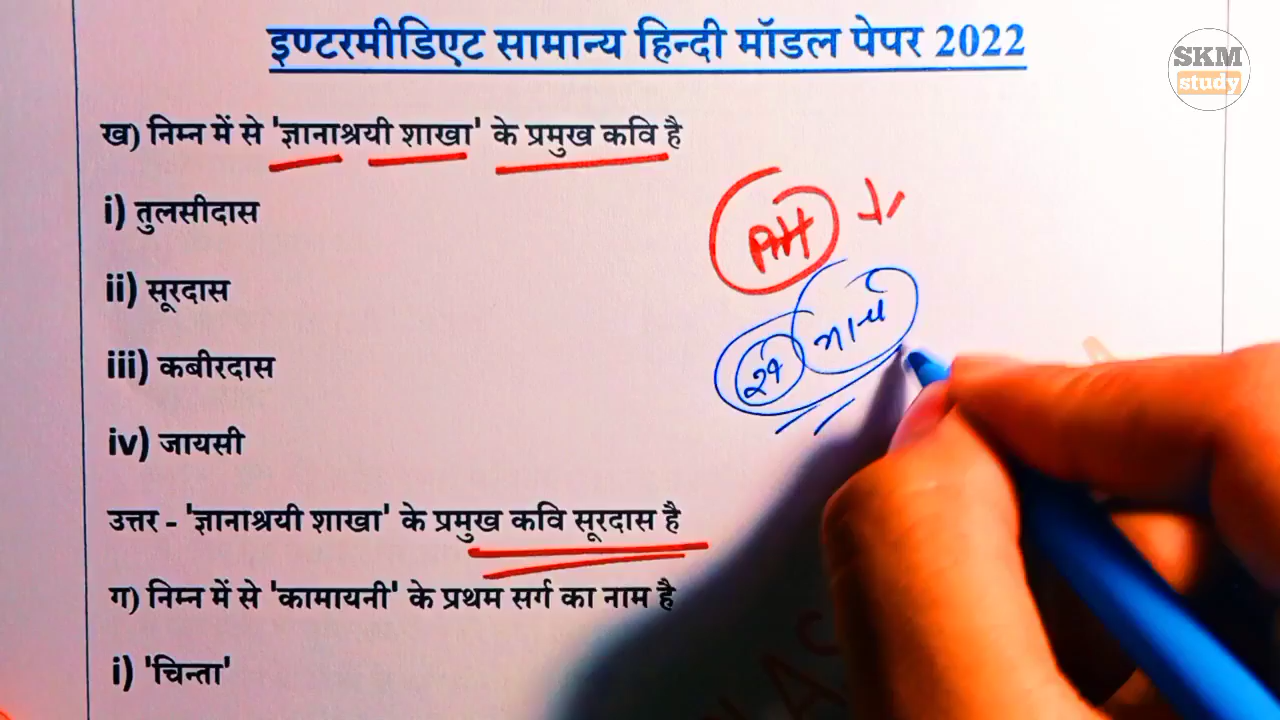 इण्टरमीडिएट सामान्य हिन्दी मॉडल पेपर 2022
SKM
study
ख) निम्न में से 'ज्ञानाश्रयी शाखा' के प्रमुख कवि है
i) तुलसीदास
ii) सूरदास
iii) कबीरदास
iv) जायसी
उत्तर - 'ज्ञानाश्रयी शाखा' के प्रमुख कवि सूरदास है
ग) निम्न में से 'कामायनी' के प्रथम सर्ग का नाम है
i) 'चिन्ता'